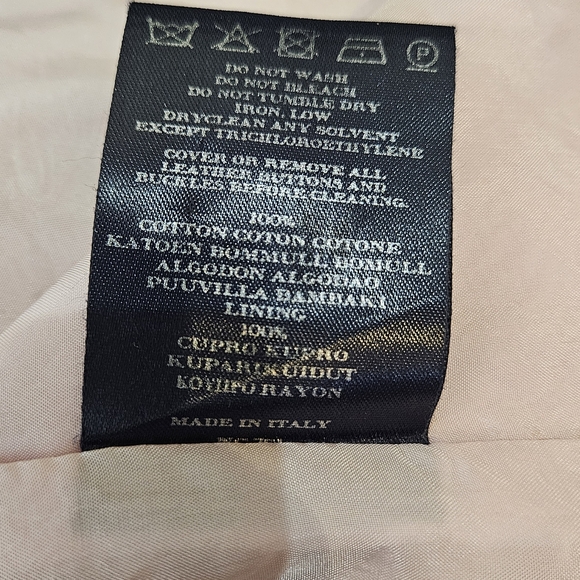 P
DO NOT WASH
DO NOT BLEACH
DO NOT TUMBLE DRY
IRON, LOW
DRYCLEAN ANY SOLVENT
EXCEPT TRICHLOROETHYLENE
COVER OR REMOVE ALL
LEATHER BUTTONS AND
BUCKLES BEFORE CLEANING.
100%
COTTON COTON COTONE
KATOEN BOMMULL BOMULL
ALGODON ALGODAO
PUUVILLA BAMBAKI
LINING
100%
CUPRO KUPRO
KUPARIKUIDUT
RAYON
MADE IN ITALY